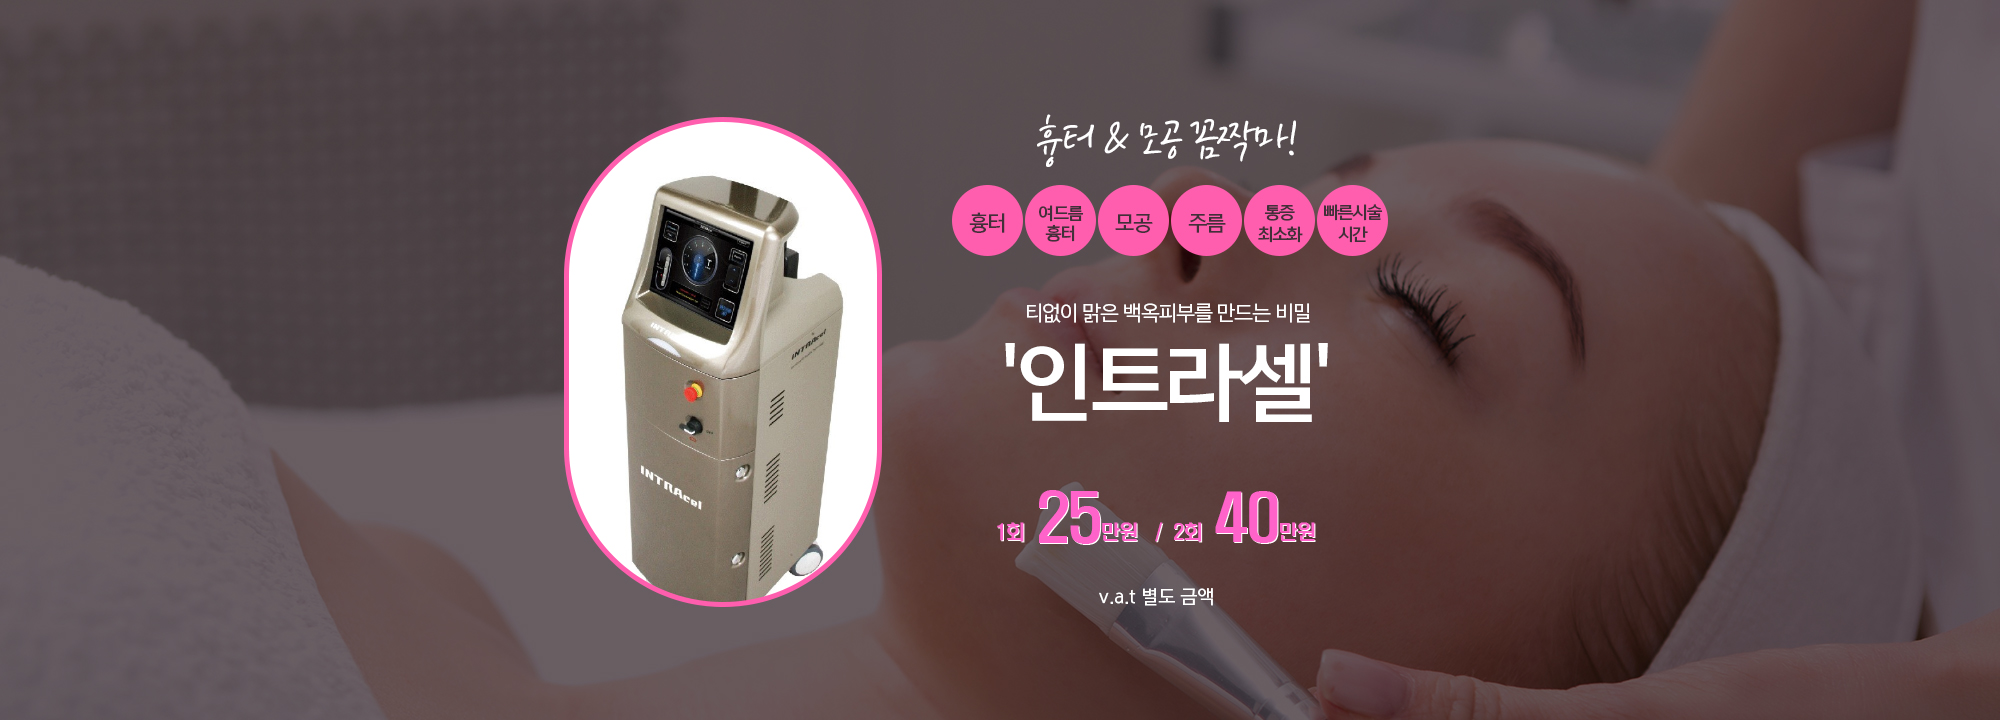 흉터 & 모공 꼼짝마!
흉터
여드름
흉터
모공
주름
통증
최소화
빠른시술
시간
티없이 맑은 백옥피부를 만드는 비밀
'인트라셀'
1회 25만원 / 2회 40만원
v.a.t 별도 금액
INTRAcel
INTRAcel
INTRAcel